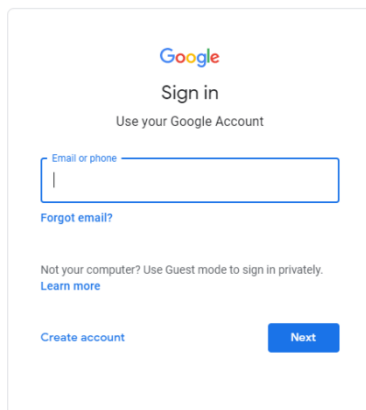 Google
Sign in
Use your Google Account
Email or phone
Forgot email?
Not your computer? Use Guest mode to sign in privately.
Learn more
Create account
Next